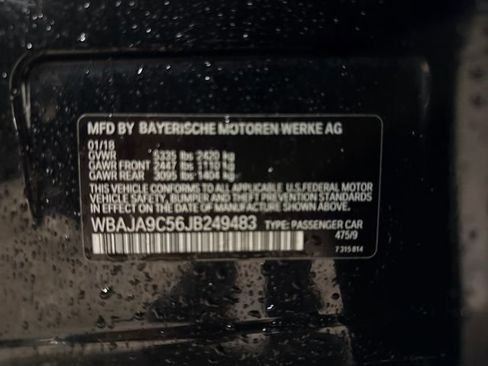 MFD BY BAYERISCHE MOTOREN WERKE AG
01/18
GVWR 5335 lbs 2420 kg
GAWR FRONT 2447 lbs 1110 kg
GAWR REAR 3095 lbs 1404 kg
THIS VEHICLE CONFORMS TO ALL APPLICABLE U.S. FEDERAL MOTOR
VEHICLE SAFETY, BUMPER AND THEFT PREVENTION STANDARDS
IN EFFECT ON THE DATE OF MANUFACTURE SHOWN ABOVE.
WBAJA9C56JB249483 TYPE: PASSENGER CAR
475/9
7 315 814